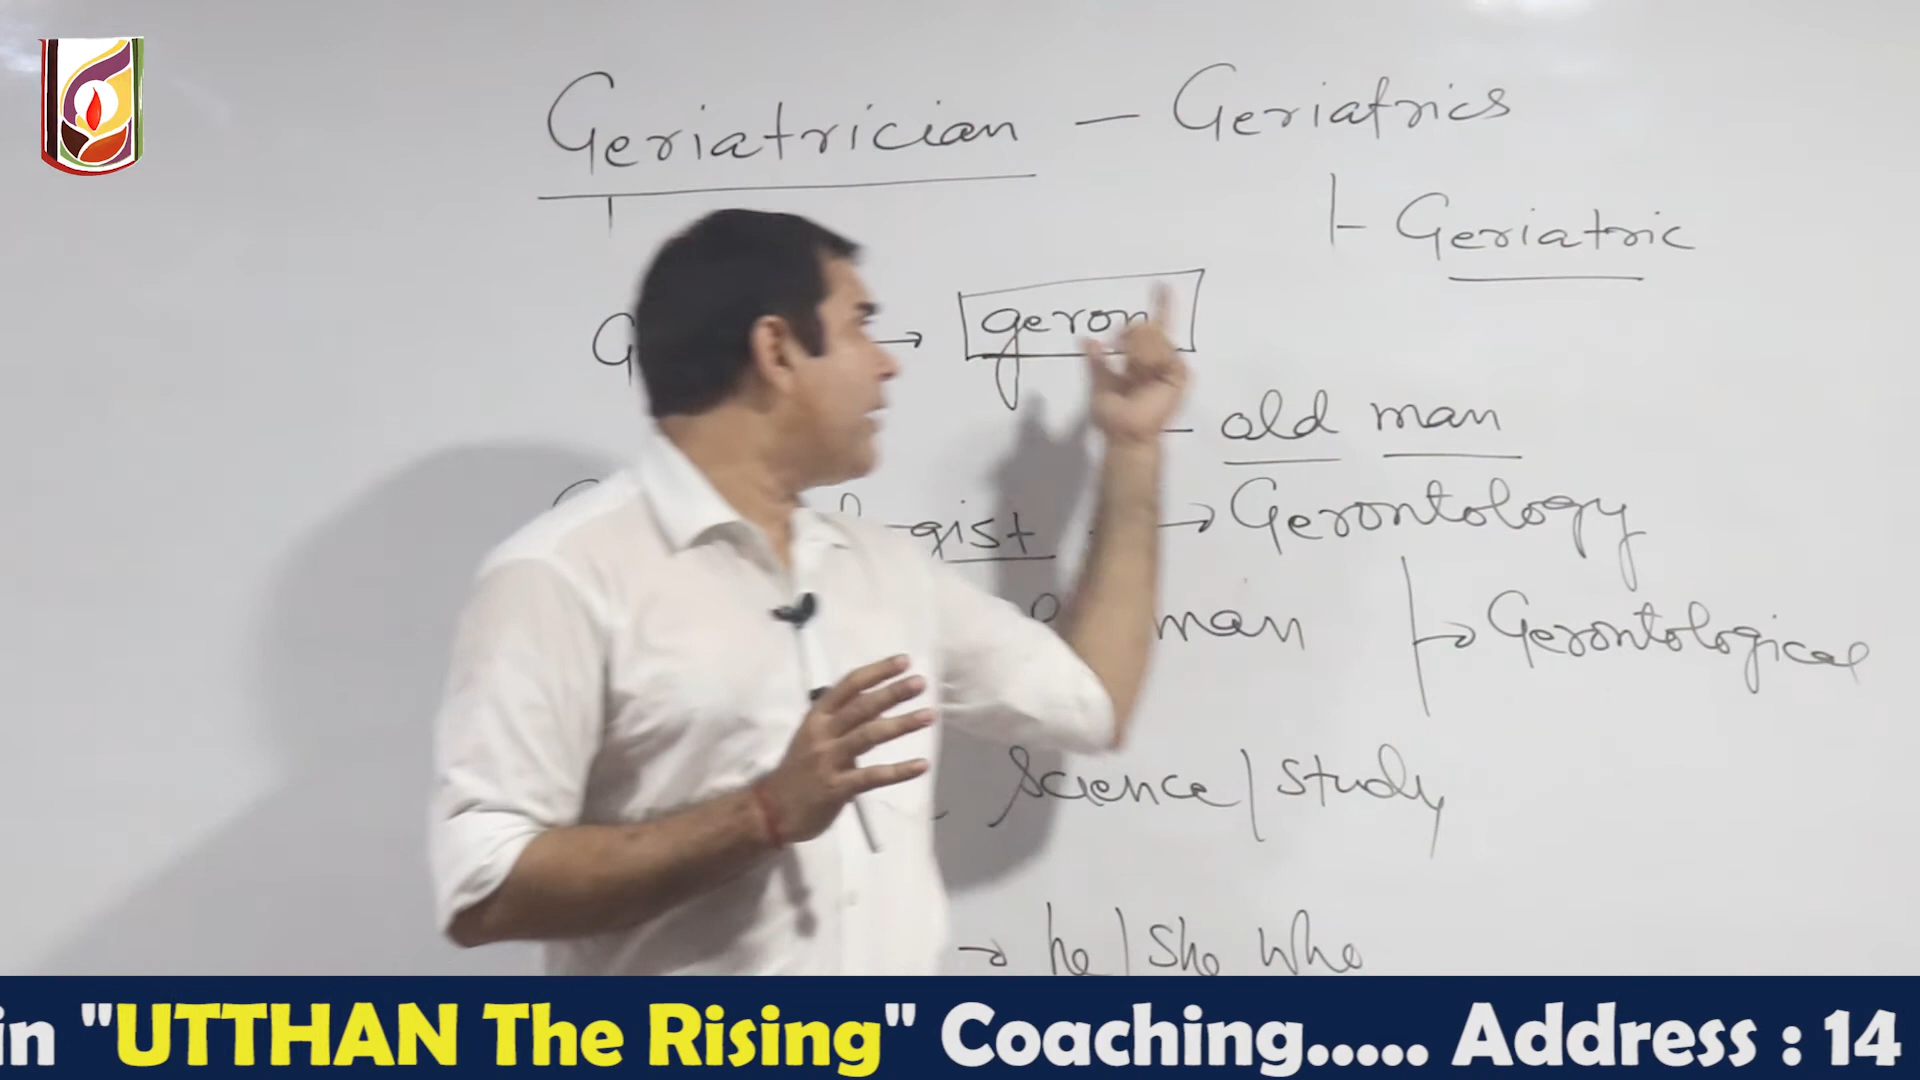 Geriatrician – Geriatrics
Geriatric
→ geron
– old man
gist → Gerontology
man → Gerontological
Science / Study
→ he / She who
in "UTTHAN The Rising" Coaching..... Address : 14